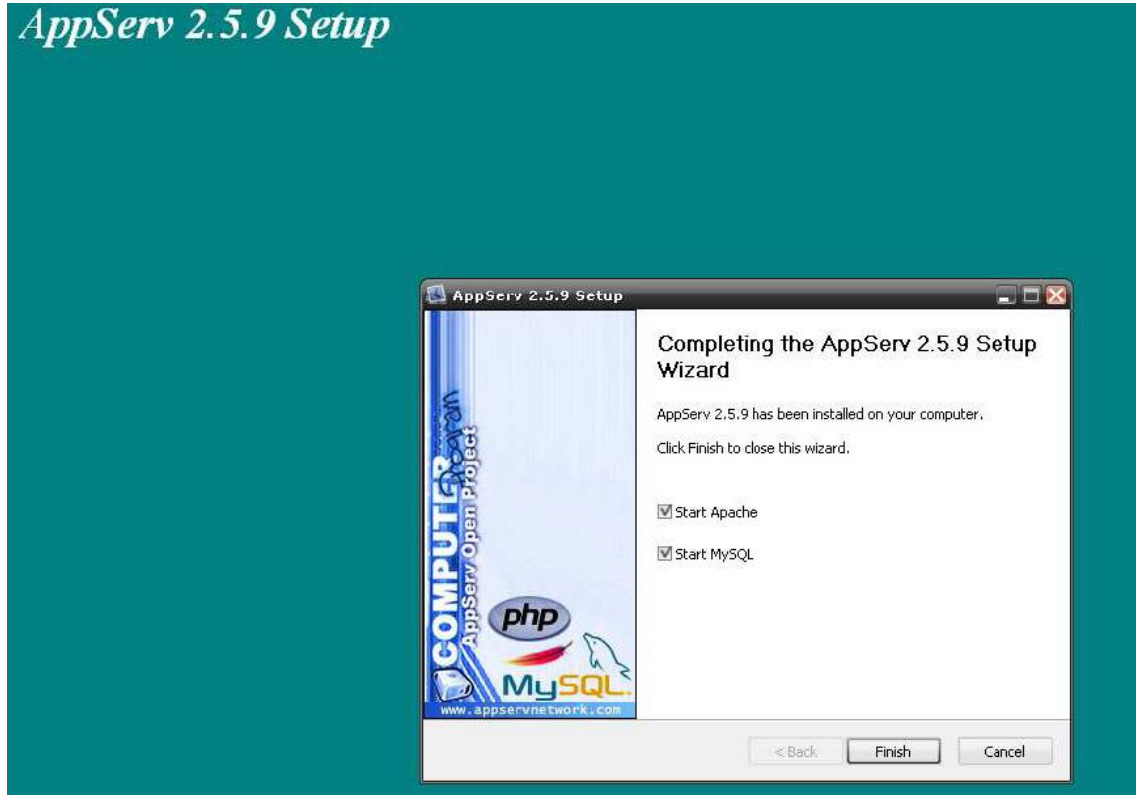 AppServ 2.5.9 Setup
AppServ 2.5.9 Setup
Completing the AppServ 2.5.9 Setup
Wizard
AppServ 2.5.9 has been installed on your computer.
Click Finish to close this wizard.
Start Apache
Start MySQL
COMPUTER
Program
AppServ Open Project
php
MySQL
www.appservnetwork.com
< Back
Finish
Cancel